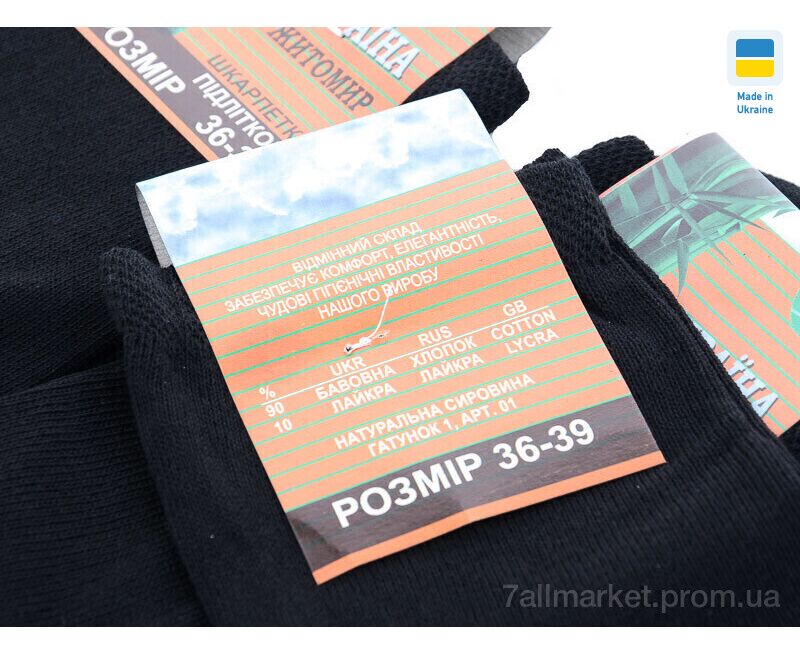 РОЗМІР
ШКАРПЕТК
ПІДЛІТКО
36-3
ЖИТОМИР
АЇНА
Made in
Ukraine
ВІДМІННИЙ СКЛАД
ЗАБЕЗПЕЧУЄ КОМФОРТ, ЕЛЕГАНТНІСТЬ,
ЧУДОВІ ГІГІЄНІЧНІ ВЛАСТИВОСТІ
НАШОГО ВИРОБУ
% UKR RUS GB
90 БАВОВНА ХЛОПОК COTTON
10 ЛАЙКРА ЛАЙКРА LYCRA
НАТУРАЛЬНА СИРОВИНА
ГАТУНОК 1, АРТ. 01
РОЗМІР 36-39
АЇНА
7allmarket.prom.ua